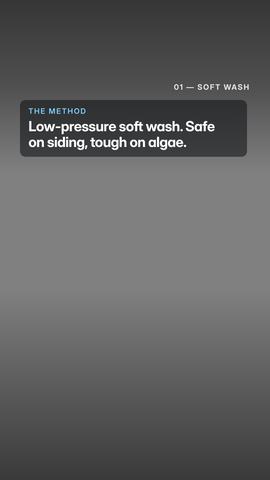 01 — SOFT WASH
THE METHOD
Low-pressure soft wash. Safe
on siding, tough on algae.